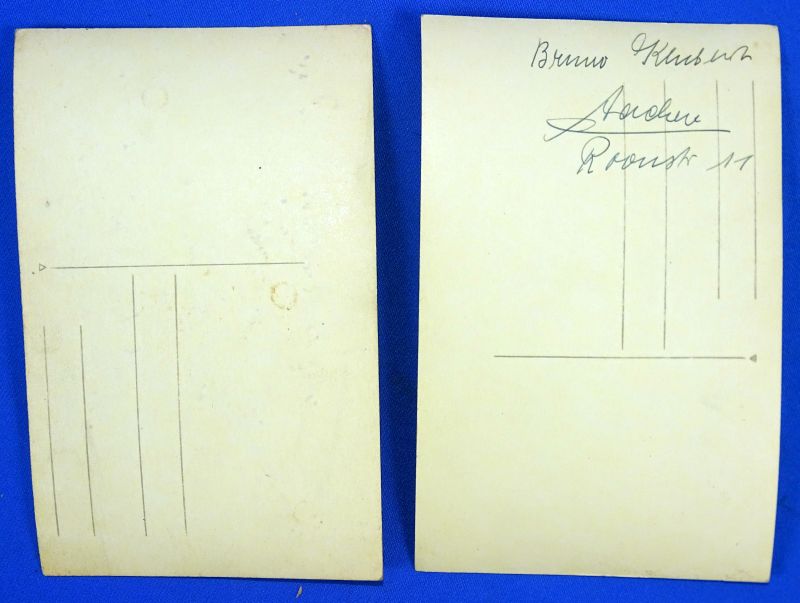 Bruno
Aachen
Roonstr 11